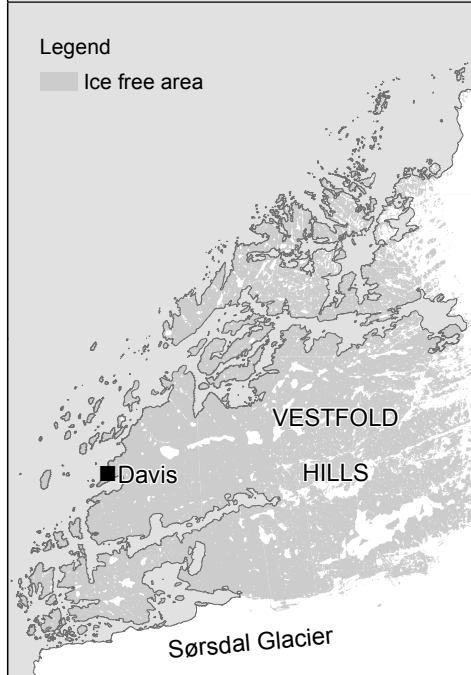 Legend
Ice free area
VESTFOLD
HILLS
Davis
Sørsdal Glacier